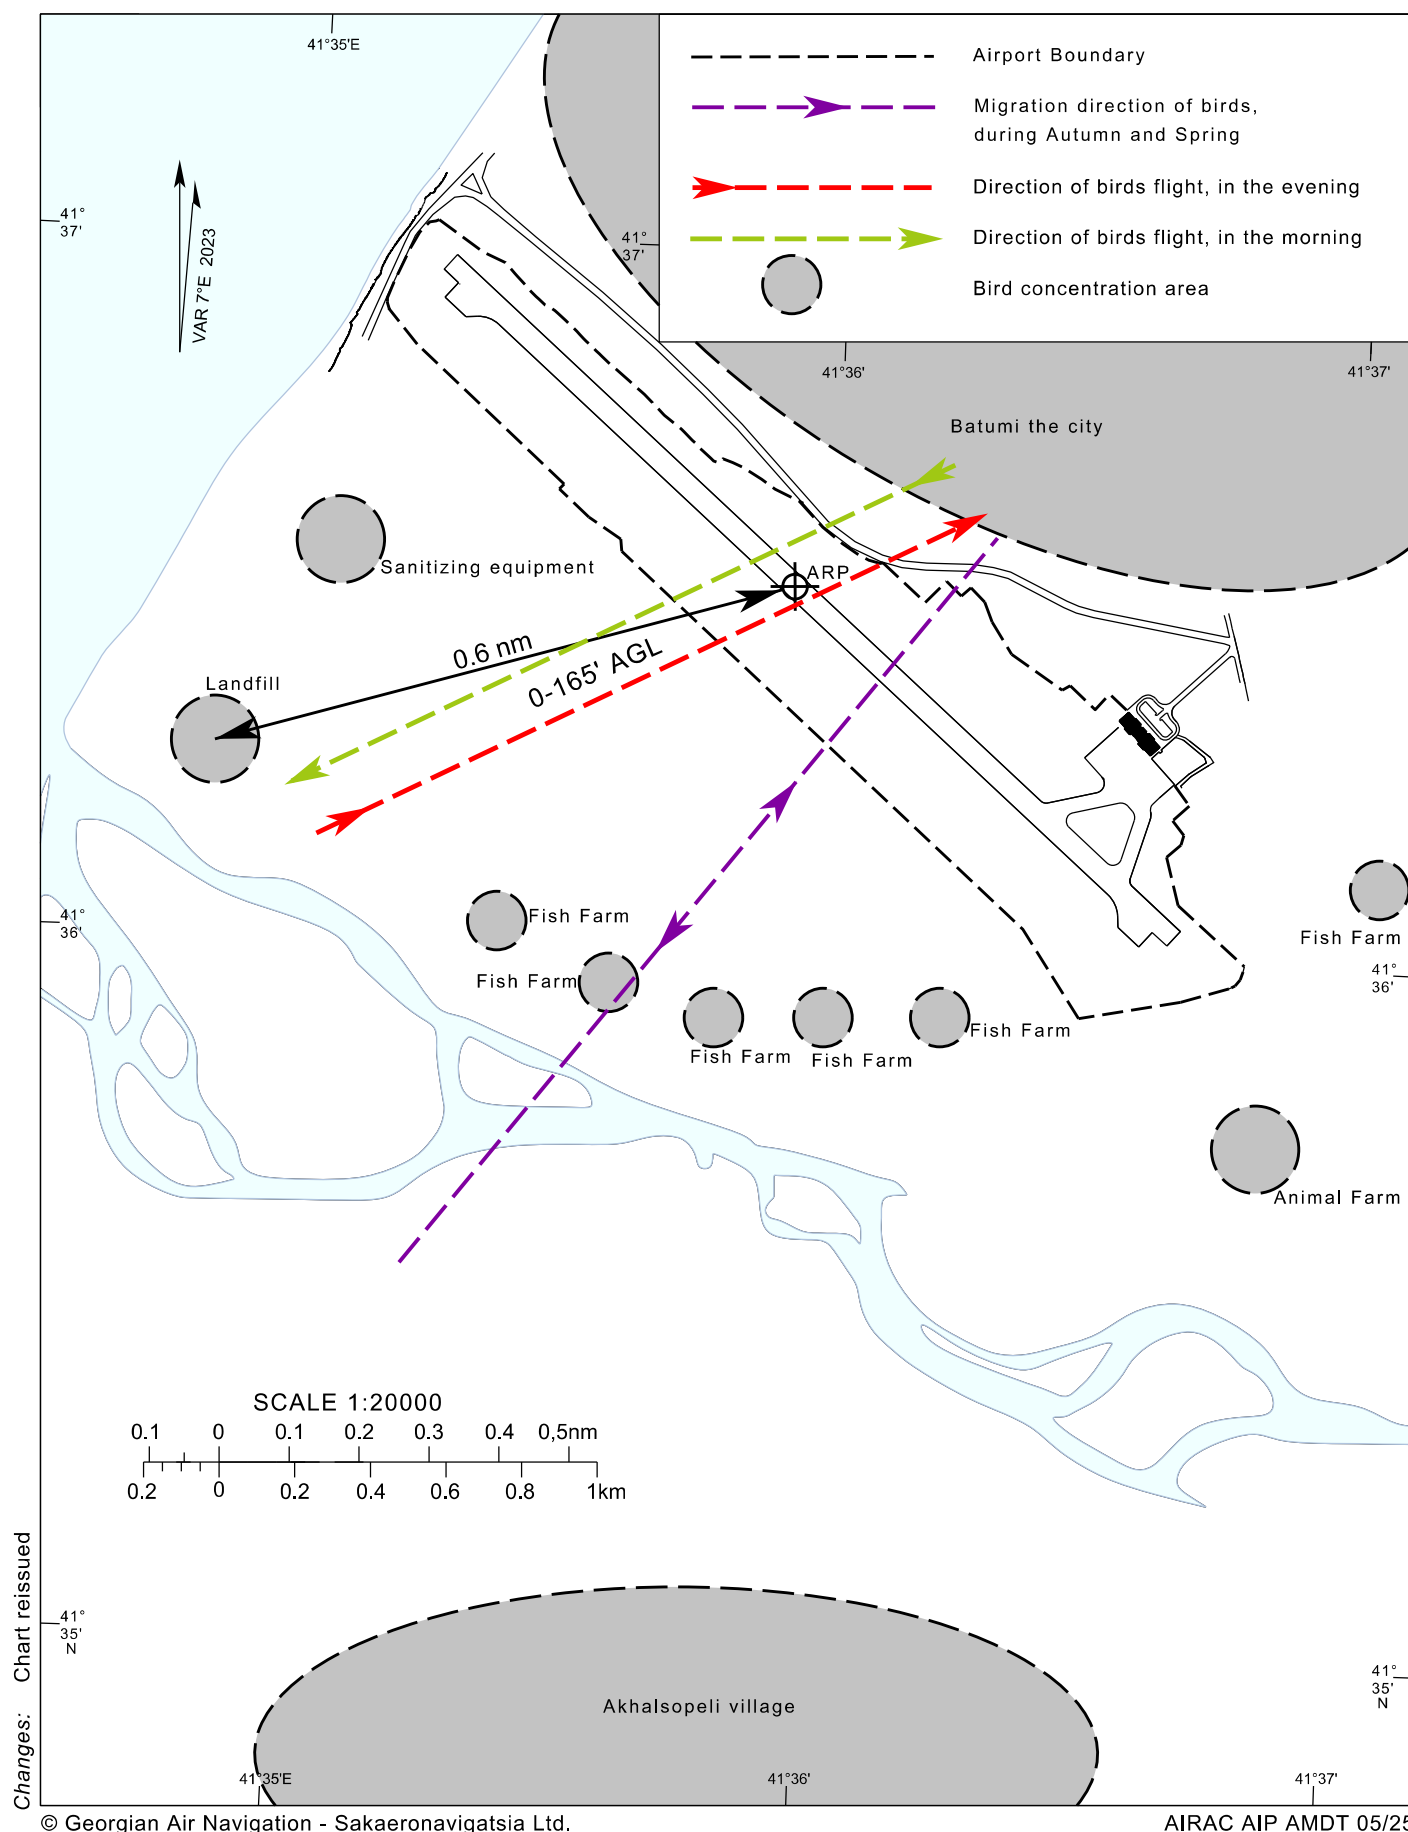 41°35'E
Airport Boundary
Migration direction of birds,
during Autumn and Spring
Direction of birds flight, in the evening
Direction of birds flight, in the morning
Bird concentration area
41°
37'
41°
37'
VAR 7°E 2023
41°36'
41°37'
Batumi the city
Sanitizing equipment
ARP
0.6 nm
0-165' AGL
Landfill
41°
36'
Fish Farm
Fish Farm
Fish Farm
Fish Farm
Fish Farm
Fish Farm
41°
36'
Animal Farm
SCALE 1:20000
0.1 0 0.1 0.2 0.3 0.4 0,5nm
0.2 0 0.2 0.4 0.6 0.8 1km
41°
35'
N
41°
35'
N
Akhalsopeli village
41°35'E
41°36'
41°37'
Changes: Chart reissued
© Georgian Air Navigation - Sakaeronavigatsia Ltd.
AIRAC AIP AMDT 05/25